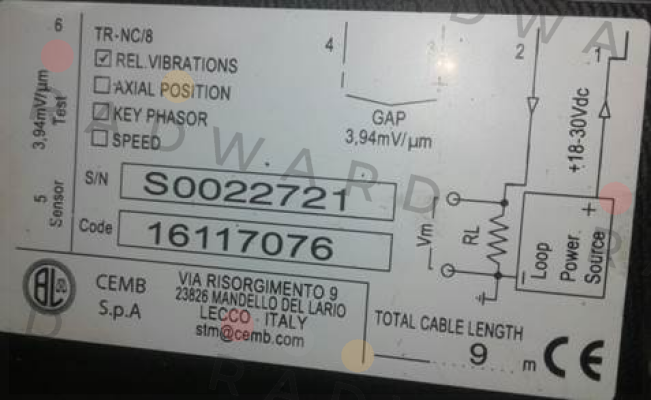 6
3,94mV/µm
Test
5
Sensor
TR-NC/8
REL.VIBRATIONS
AXIAL POSITION
KEY PHASOR
SPEED
4
3
GAP
3,94mV/µm
2
1
+18-30Vdc
S/N S0022721
Code 16117076
Vm
RL
+
-
Loop
Power
Source
CEMB
S.p.A
VIA RISORGIMENTO 9
23826 MANDELLO DEL LARIO
LECCO - ITALY
stm@cemb.com
TOTAL CABLE LENGTH
9 m
CE